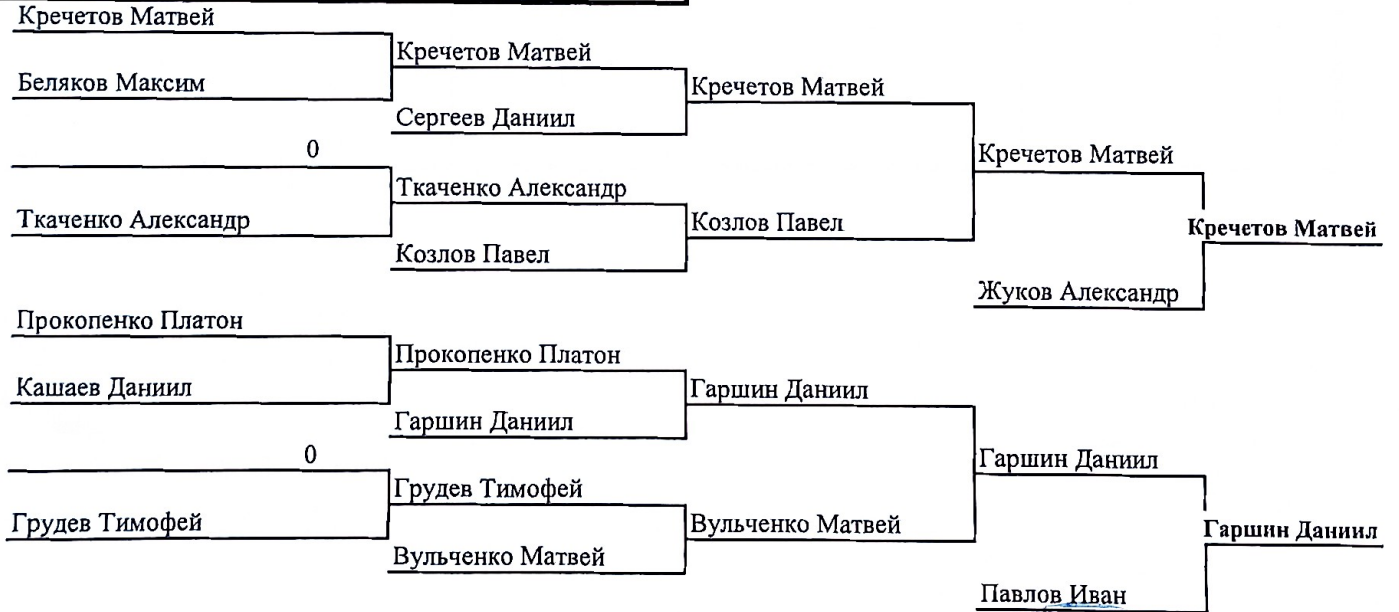 Кречетов Матвей
Кречетов Матвей
Беляков Максим
Кречетов Матвей
Сергеев Даниил
0
Кречетов Матвей
Ткаченко Александр
Ткаченко Александр
Козлов Павел
Кречетов Матвей
Козлов Павел
Жуков Александр
Прокопенко Платон
Прокопенко Платон
Кашаев Даниил
Гаршин Даниил
Гаршин Даниил
0
Гаршин Даниил
Грудев Тимофей
Грудев Тимофей
Вульченко Матвей
Гаршин Даниил
Вульченко Матвей
Павлов Иван